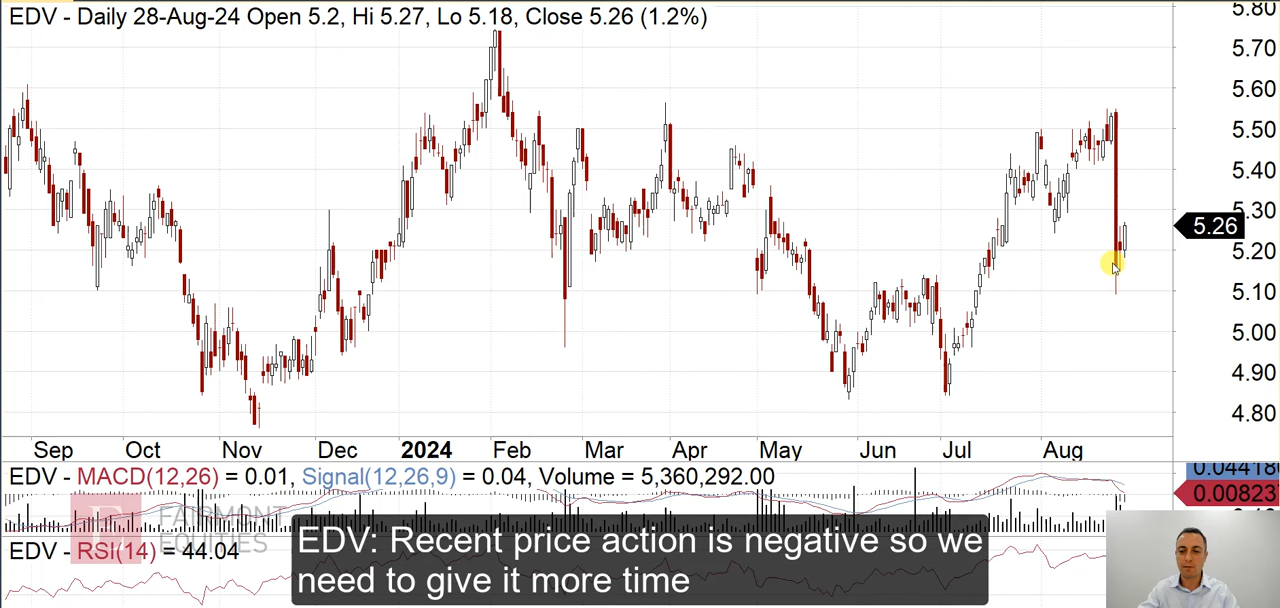 EDV - Daily 28-Aug-24 Open 5.2, Hi 5.27, Lo 5.18, Close 5.26 (1.2%)
5.80
5.70
5.60
5.50
5.40
5.30
5.26
5.20
5.10
5.00
4.90
4.80
Sep Oct Nov Dec 2024 Feb Mar Apr May Jun Jul Aug
EDV - MACD(12,26) = 0.01, Signal(12,26,9) = 0.04, Volume = 5,360,292.00
0.044180
0.00823
FAIRMONT
EQUITIES
EDV - RSI(14) = 44.04
EDV: Recent price action is negative so we
need to give it more time